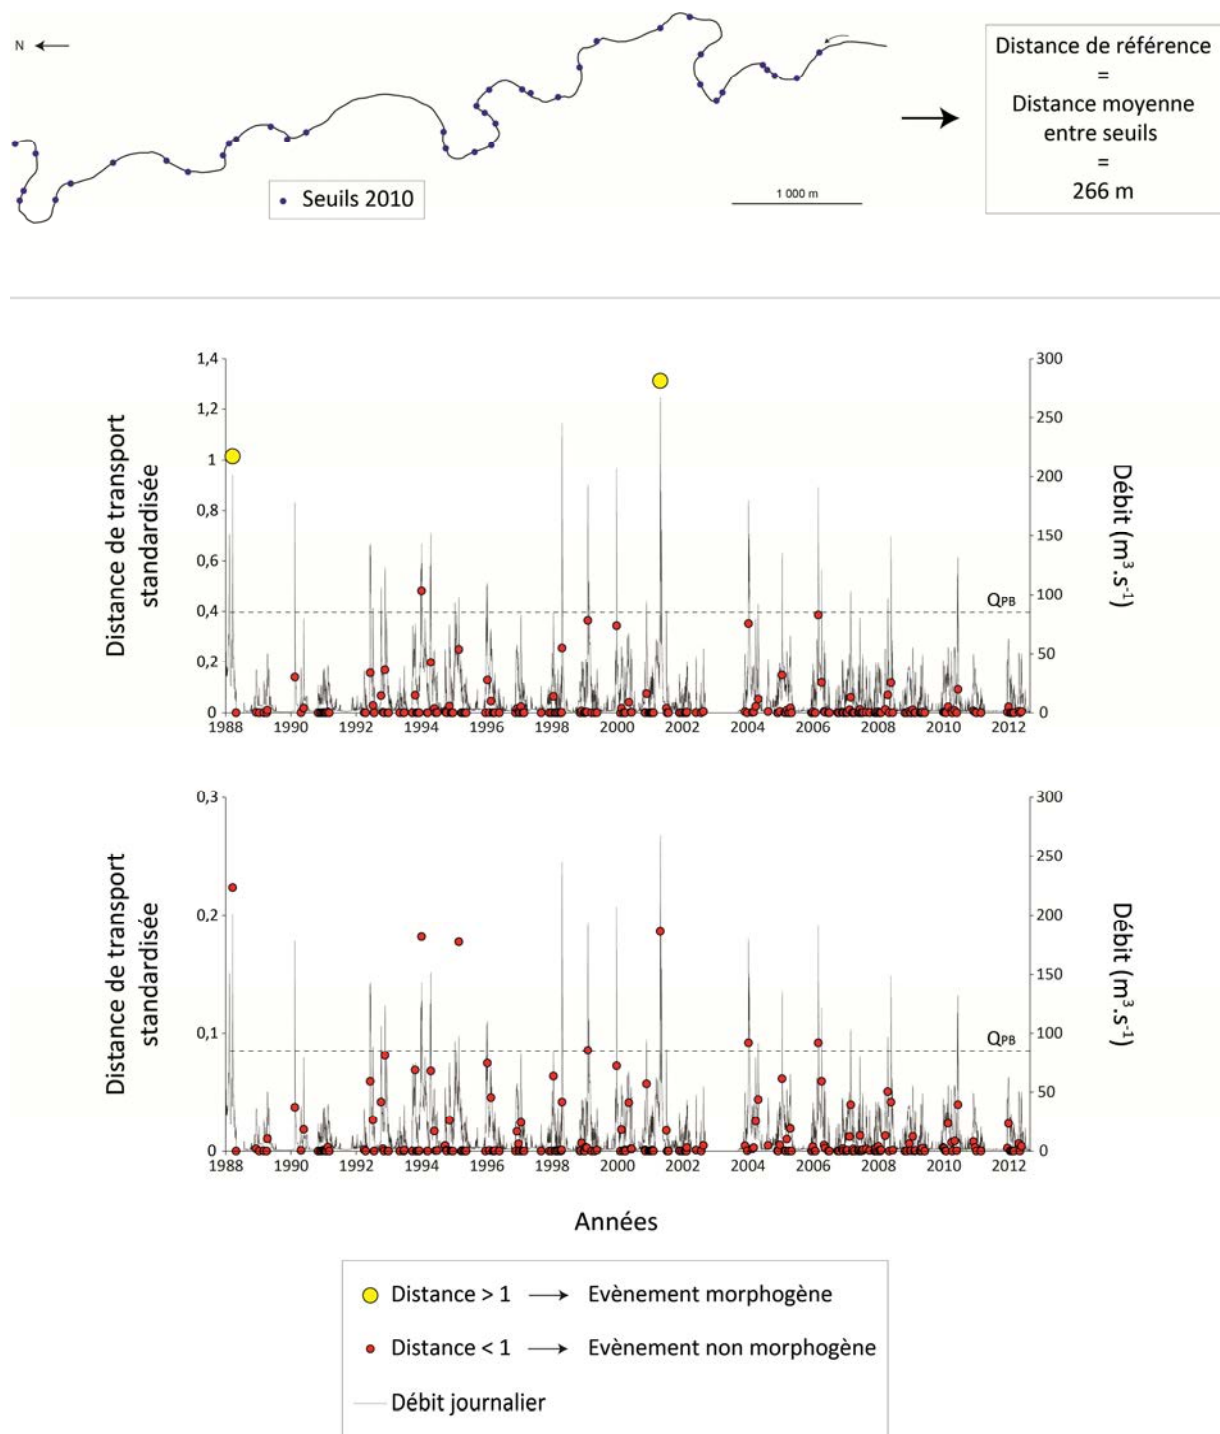 N
Distance de référence
=
Distance moyenne
entre seuils
=
266 m
Seuils 2010
1 000 m
Distance de transport
standardisée
1,4
1,2
1
0,8
0,6
0,4
0,2
0
300
250
200
150
100
50
0
Débit (m³.s⁻¹)
QPB
1988 1990 1992 1994 1996 1998 2000 2002 2004 2006 2008 2010 2012
Distance de transport
standardisée
0,3
0,2
0,1
0
300
250
200
150
100
50
0
Débit (m³.s⁻¹)
QPB
1988 1990 1992 1994 1996 1998 2000 2002 2004 2006 2008 2010 2012
Années
Distance > 1 Evènement morphogène
Distance < 1 Evènement non morphogène
Débit journalier